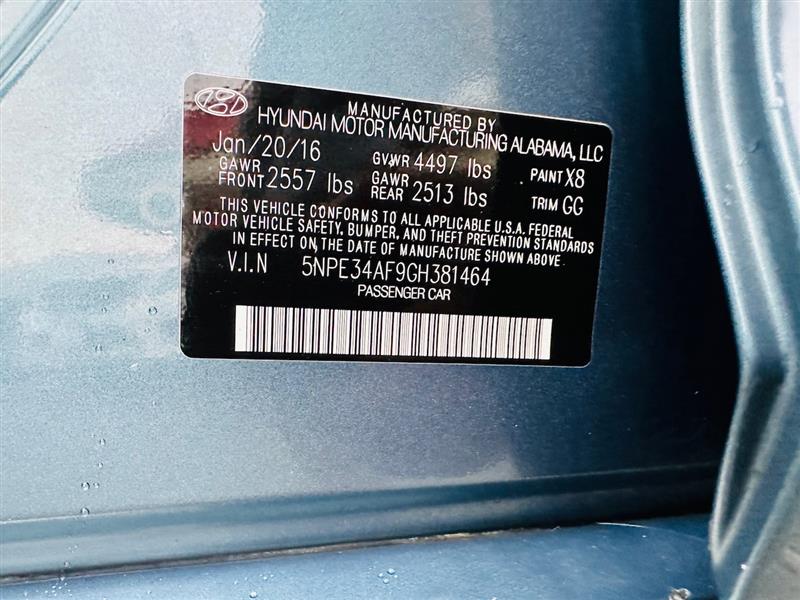 MANUFACTURED BY
HYUNDAI MOTOR MANUFACTURING ALABAMA, LLC
Jan/20/16 GVWR 4497 lbs PAINT X8
GAWR FRONT 2557 lbs GAWR REAR 2513 lbs TRIM GG
THIS VEHICLE CONFORMS TO ALL APPLICABLE U.S.A. FEDERAL
MOTOR VEHICLE SAFETY, BUMPER, AND THEFT PREVENTION STANDARDS
IN EFFECT ON THE DATE OF MANUFACTURE SHOWN ABOVE.
V.I.N 5NPE34AF9GH381464
PASSENGER CAR